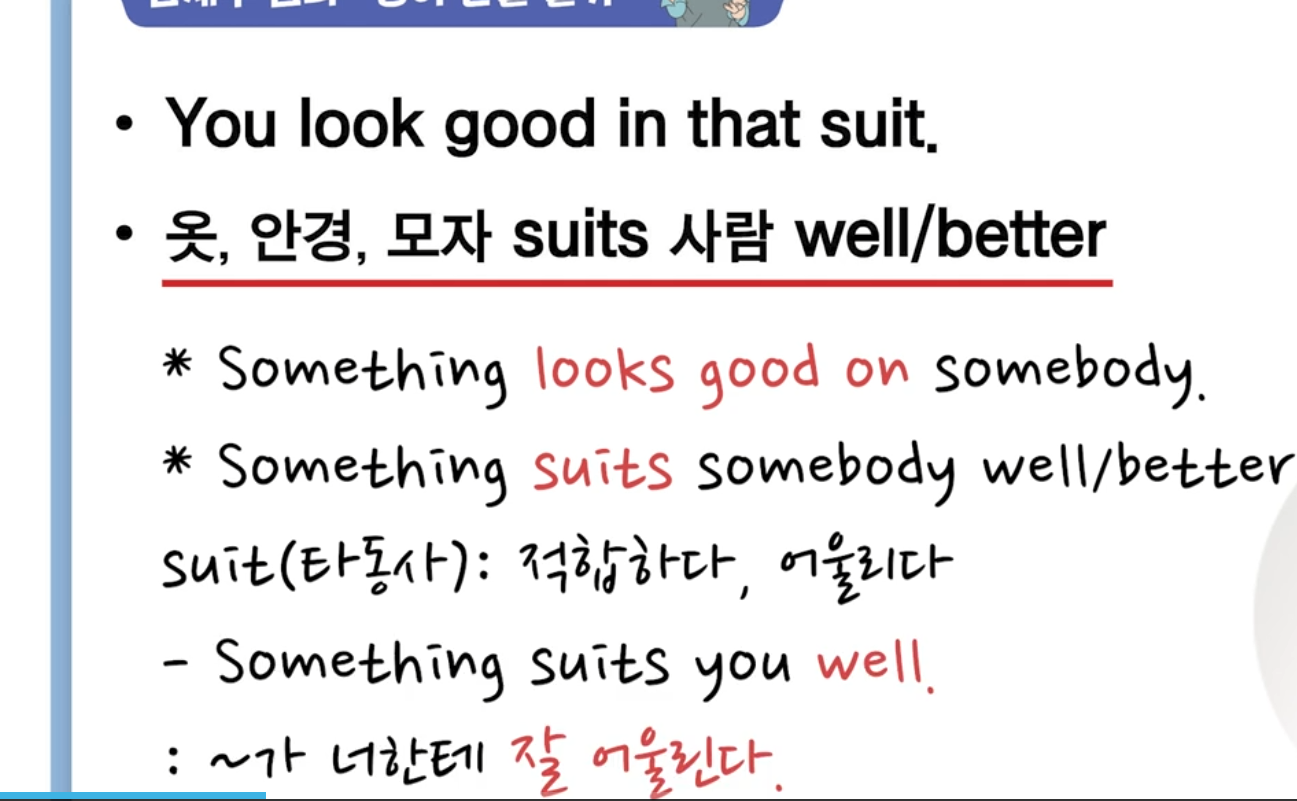 • You look good in that suit.
• 옷, 안경, 모자 suits 사람 well/better
* Something looks good on somebody.
* Something suits somebody well/better
suit(타동사): 적합하다, 어울리다
- Something suits you well.
: ~가 너한테 잘 어울린다.